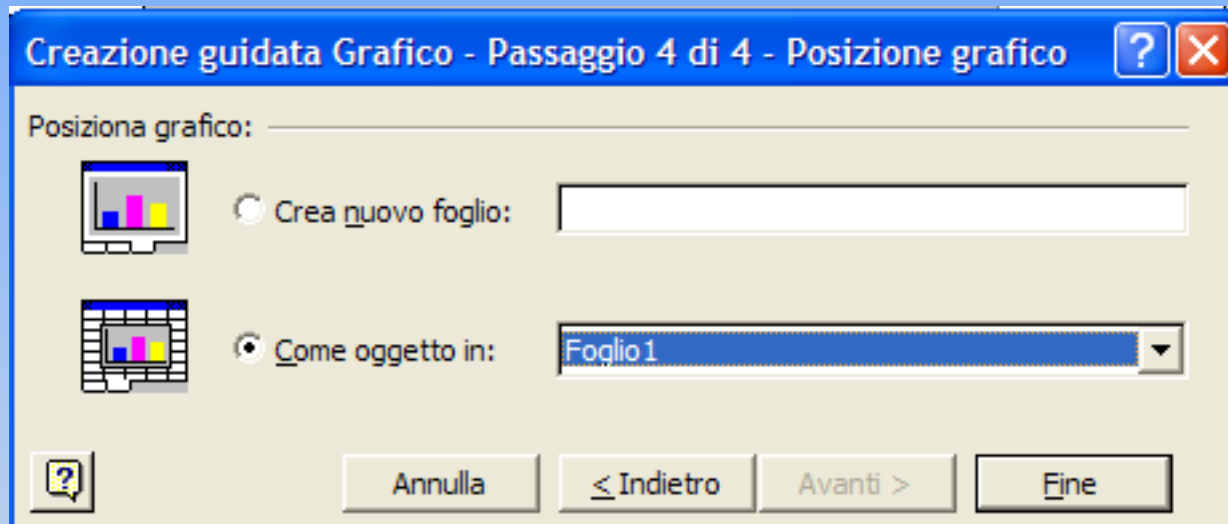 Creazione guidata Grafico - Passaggio 4 di 4 - Posizione grafico
Posiziona grafico:
Crea nuovo foglio:
Come oggetto in: Foglio1
Annulla < Indietro Avanti > Fine